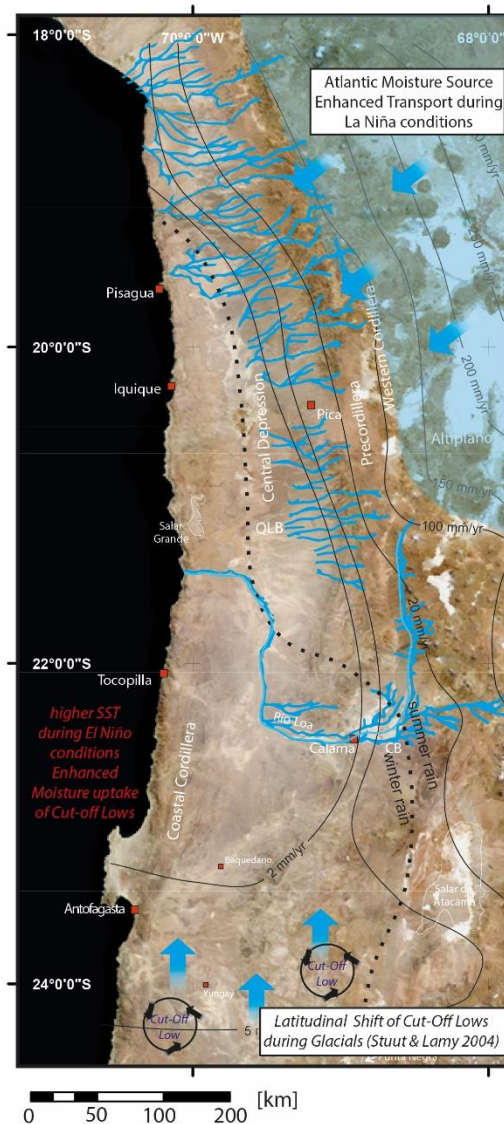 18°0'0"S
70°0'0"W
68°0'0"
Atlantic Moisture Source
Enhanced Transport during
La Niña conditions
200 mm/yr
200 mm/yr
150 mm/yr
100 mm/yr
20 mm/yr
Pisagua
20°0'0"S
Iquique
Pica
Central Depression
Precordillera
Western Cordillera
Altiplano
Salar
Grande
QLB
22°0'0"S
Tocopilla
higher SST
during El Niño
conditions
Enhanced
Moisture uptake
of Cut-off Lows
Coastal Cordillera
Rio Loa
Calama
CB
summer rain
winter rain
2 mm/yr
Baquedano
Salar de
Atacama
Antofagasta
24°0'0"S
Yungay
Cut-Off
Low
Cut-Off
Low
5 m
Latitudinal Shift of Cut-Off Lows
during Glacials (Stuut & Lamy 2004)
Punta Negra
0 50 100 200 [km]